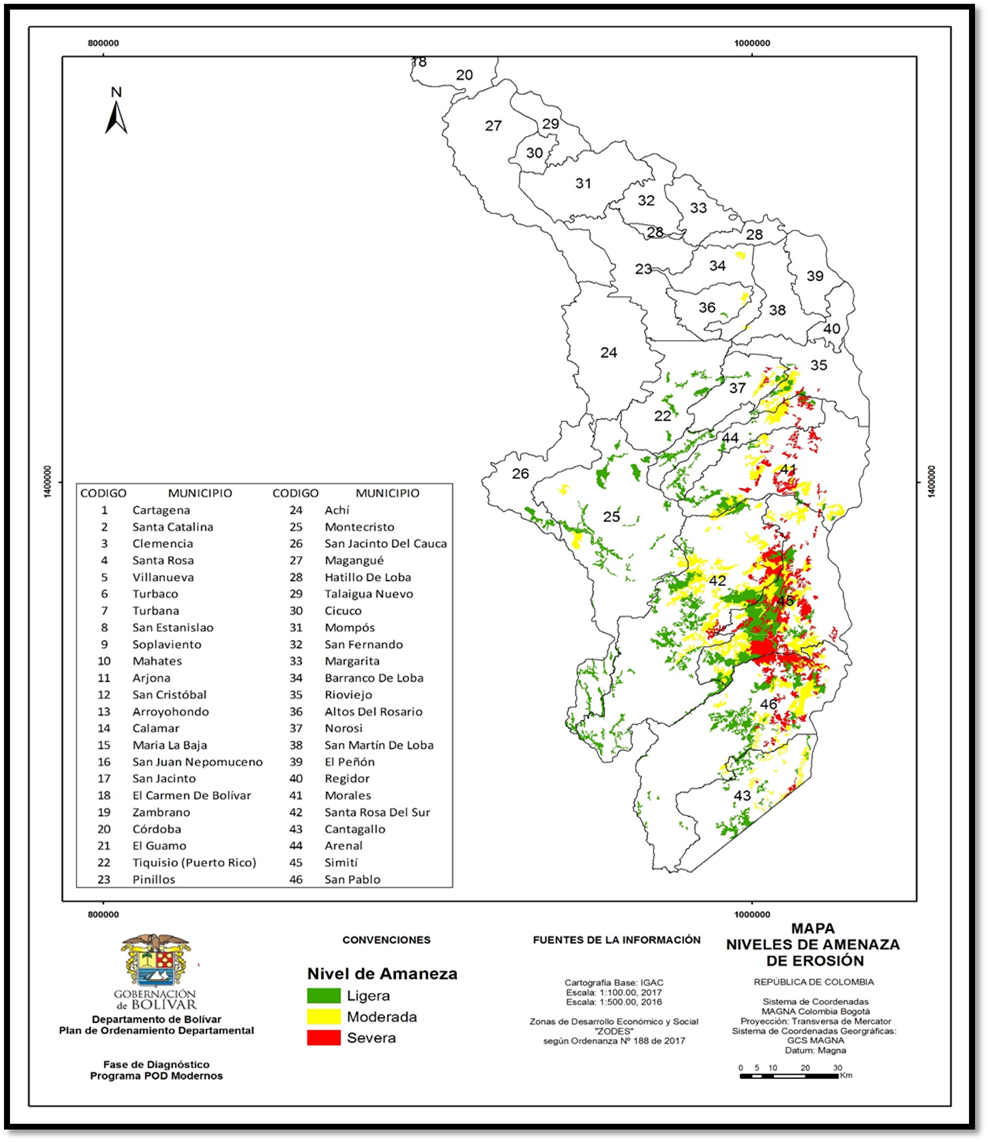 800000 1000000
N
18
20
27
29
30
31
32
33
28
28
23
34
39
36
38
40
24
35
37
22
44
41
26
25
42
45
46
43
1400000 1400000
CODIGO MUNICIPIO CODIGO MUNICIPIO
1 Cartagena 24 Achí
2 Santa Catalina 25 Montecristo
3 Clemencia 26 San Jacinto Del Cauca
4 Santa Rosa 27 Magangué
5 Villanueva 28 Hatillo De Loba
6 Turbaco 29 Talaigua Nuevo
7 Turbana 30 Cicuco
8 San Estanislao 31 Mompós
9 Soplaviento 32 San Fernando
10 Mahates 33 Margarita
11 Arjona 34 Barranco De Loba
12 San Cristóbal 35 Rioviejo
13 Arroyohondo 36 Altos Del Rosario
14 Calamar 37 Norosi
15 Maria La Baja 38 San Martín De Loba
16 San Juan Nepomuceno 39 El Peñón
17 San Jacinto 40 Regidor
18 El Carmen De Bolívar 41 Morales
19 Zambrano 42 Santa Rosa Del Sur
20 Córdoba 43 Cantagallo
21 El Guamo 44 Arenal
22 Tiquisio (Puerto Rico) 45 Simití
23 Pinillos 46 San Pablo
800000 1000000
GOBERNACIÓN
de BOLÍVAR
Departamento de Bolívar
Plan de Ordenamiento Departamental
Fase de Diagnóstico
Programa POD Modernos
CONVENCIONES
Nivel de Amaneza
Ligera
Moderada
Severa
FUENTES DE LA INFORMACIÓN
Cartografía Base: IGAC
Escala: 1:100.00, 2017
Escala: 1:500.00, 2016
Zonas de Desarrollo Económico y Social
"ZODES"
según Ordenanza Nº 188 de 2017
MAPA
NIVELES DE AMENAZA
DE EROSIÓN
REPÚBLICA DE COLOMBIA
Sistema de Coordenadas
MAGNA Colombia Bogotá
Proyección: Transversa de Mercator
Sistema de Coordenadas Georgráficas:
GCS MAGNA
Datum: Magna
0 5 10 20 30
Km